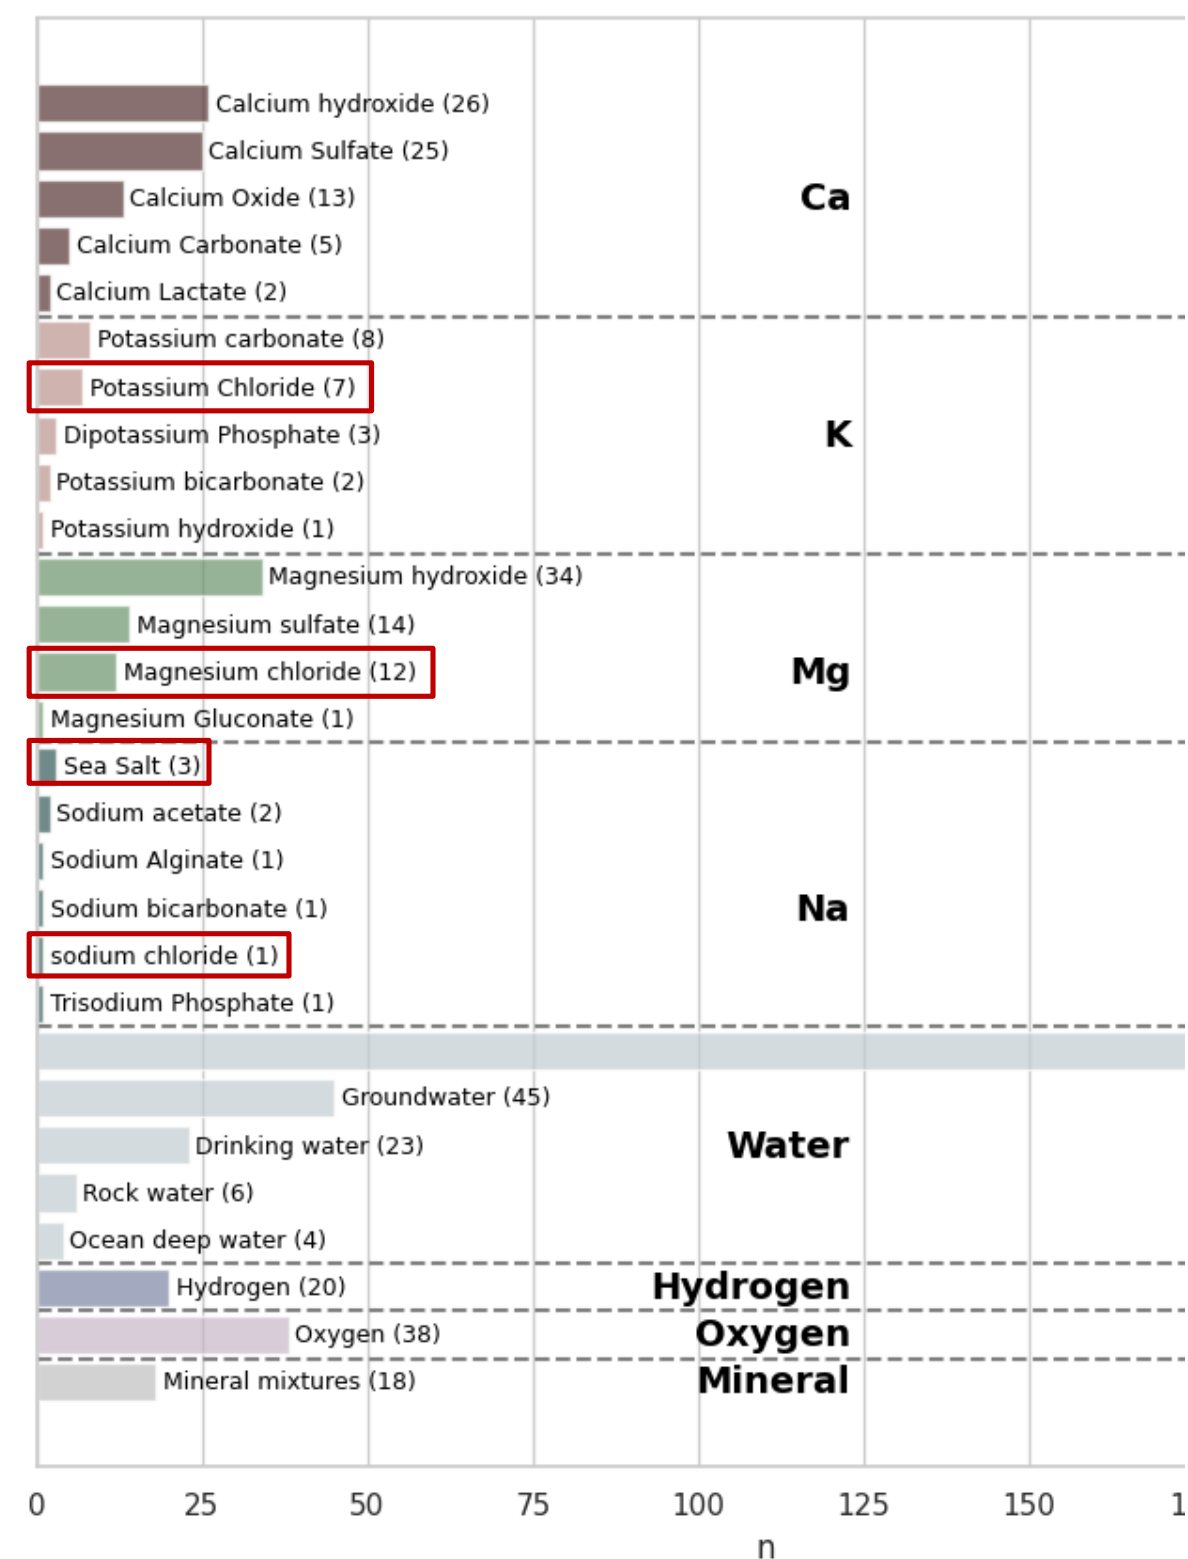 Calcium hydroxide (26)
Calcium Sulfate (25)
Calcium Oxide (13)
Ca
Calcium Carbonate (5)
Calcium Lactate (2)
Potassium carbonate (8)
Potassium Chloride (7)
Dipotassium Phosphate (3)
K
Potassium bicarbonate (2)
Potassium hydroxide (1)
Magnesium hydroxide (34)
Magnesium sulfate (14)
Magnesium chloride (12)
Mg
Magnesium Gluconate (1)
Sea Salt (3)
Sodium acetate (2)
Sodium Alginate (1)
Sodium bicarbonate (1)
Na
sodium chloride (1)
Trisodium Phosphate (1)
Groundwater (45)
Drinking water (23)
Water
Rock water (6)
Ocean deep water (4)
Hydrogen (20)
Hydrogen
Oxygen (38)
Oxygen
Mineral mixtures (18)
Mineral
0 25 50 75 100 125 150
n